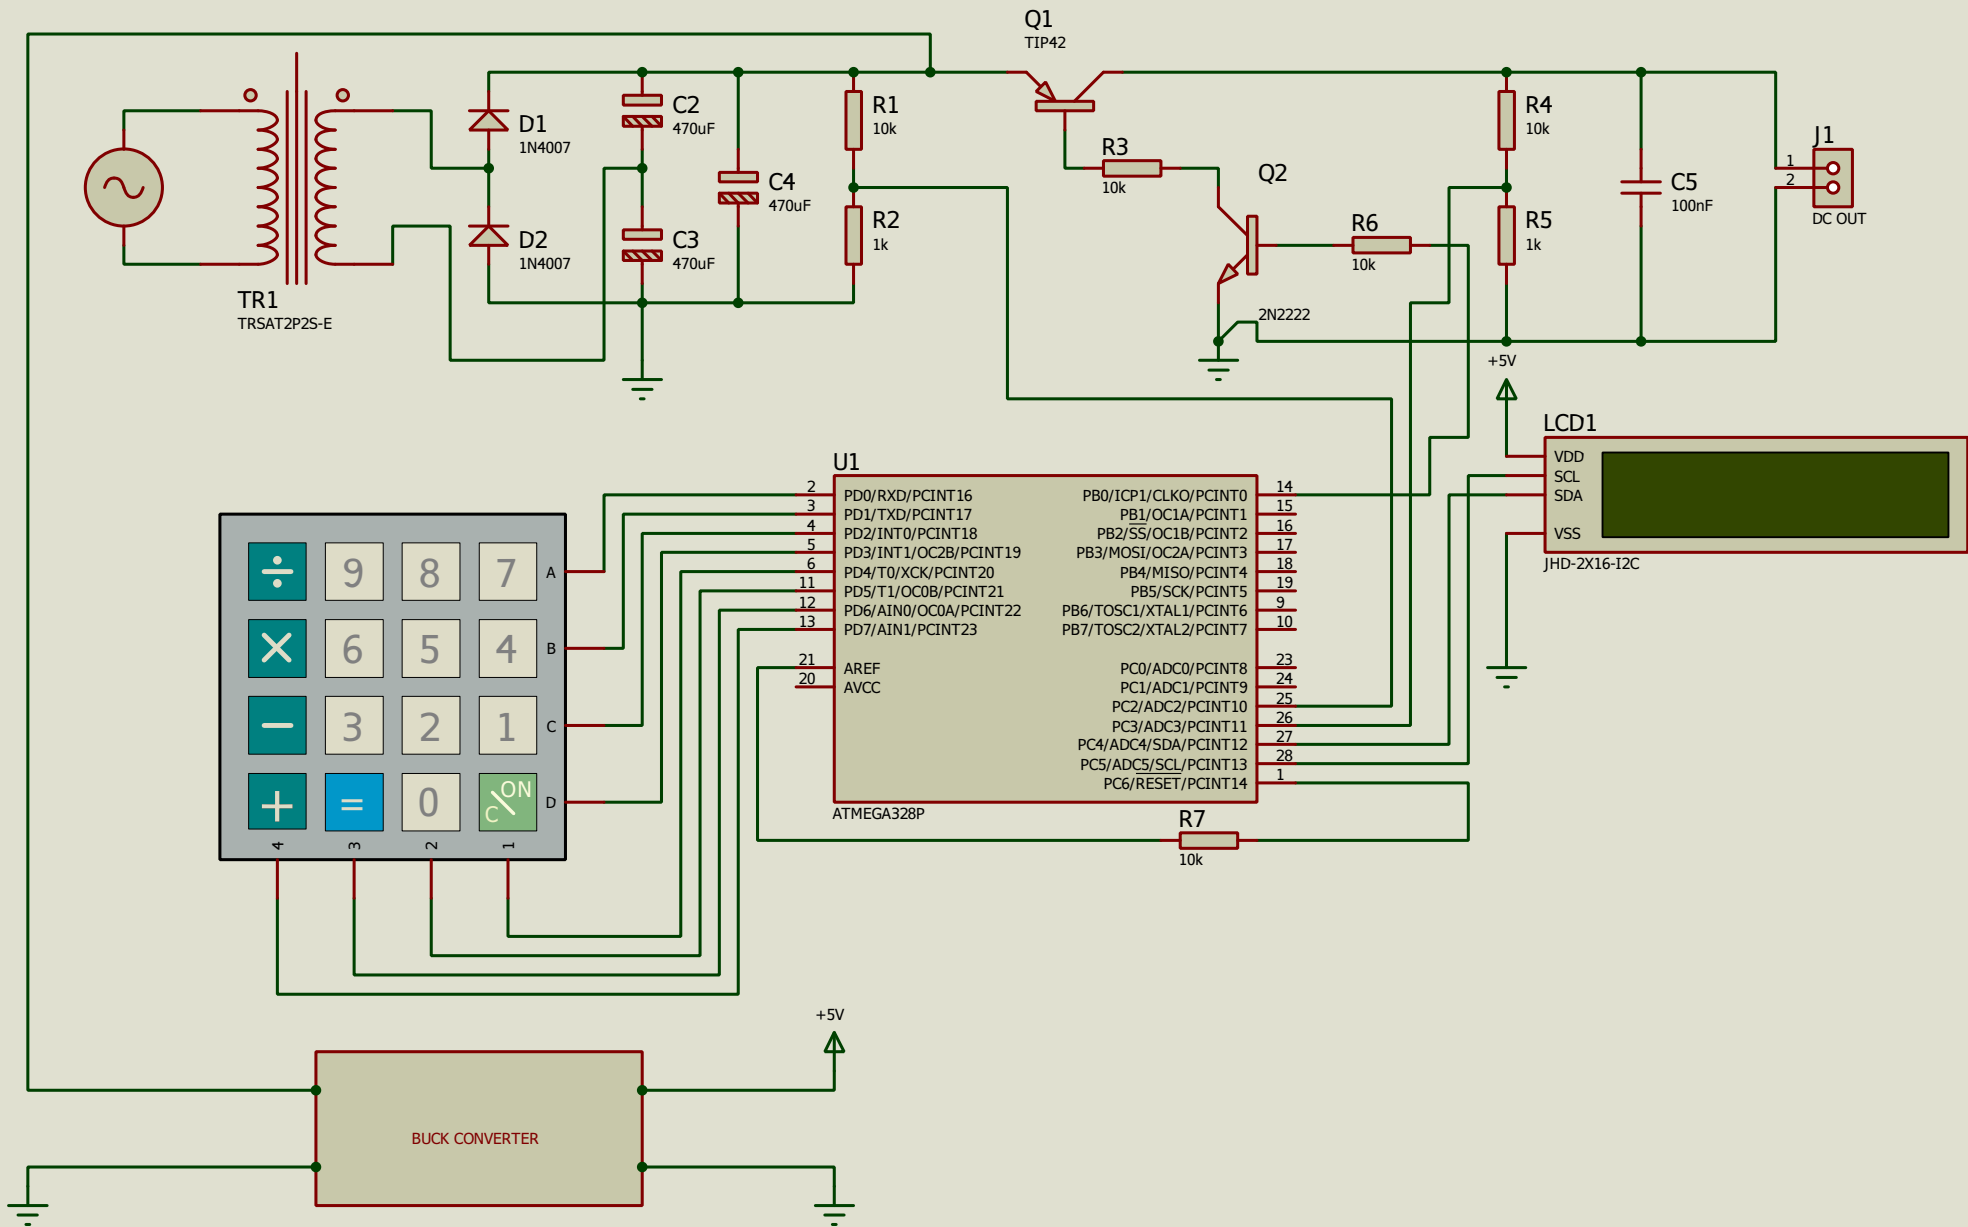 Q1
TIP42
D1
1N4007
D2
1N4007
C2
470uF
C3
470uF
C4
470uF
R1
10k
R2
1k
R3
10k
Q2
2N2222
R6
10k
R4
10k
R5
1k
C5
100nF
J1
1
2
DC OUT
TR1
TRSAT2P2S-E
+5V
LCD1
VDD
SCL
SDA
VSS
JHD-2X16-I2C
U1
2 PD0/RXD/PCINT16
3 PD1/TXD/PCINT17
4 PD2/INT0/PCINT18
5 PD3/INT1/OC2B/PCINT19
6 PD4/T0/XCK/PCINT20
11 PD5/T1/OC0B/PCINT21
12 PD6/AIN0/OC0A/PCINT22
13 PD7/AIN1/PCINT23
21 AREF
20 AVCC
PB0/ICP1/CLKO/PCINT0 14
PB1/OC1A/PCINT1 15
PB2/SS/OC1B/PCINT2 16
PB3/MOSI/OC2A/PCINT3 17
PB4/MISO/PCINT4 18
PB5/SCK/PCINT5 19
PB6/TOSC1/XTAL1/PCINT6 9
PB7/TOSC2/XTAL2/PCINT7 10
PC0/ADC0/PCINT8 23
PC1/ADC1/PCINT9 24
PC2/ADC2/PCINT10 25
PC3/ADC3/PCINT11 26
PC4/ADC4/SDA/PCINT12 27
PC5/ADC5/SCL/PCINT13 28
PC6/RESET/PCINT14 1
ATMEGA328P
R7
10k
÷ 9 8 7 A
× 6 5 4 B
− 3 2 1 C
+ = 0 ON C D
4 3 2 1
+5V
BUCK CONVERTER